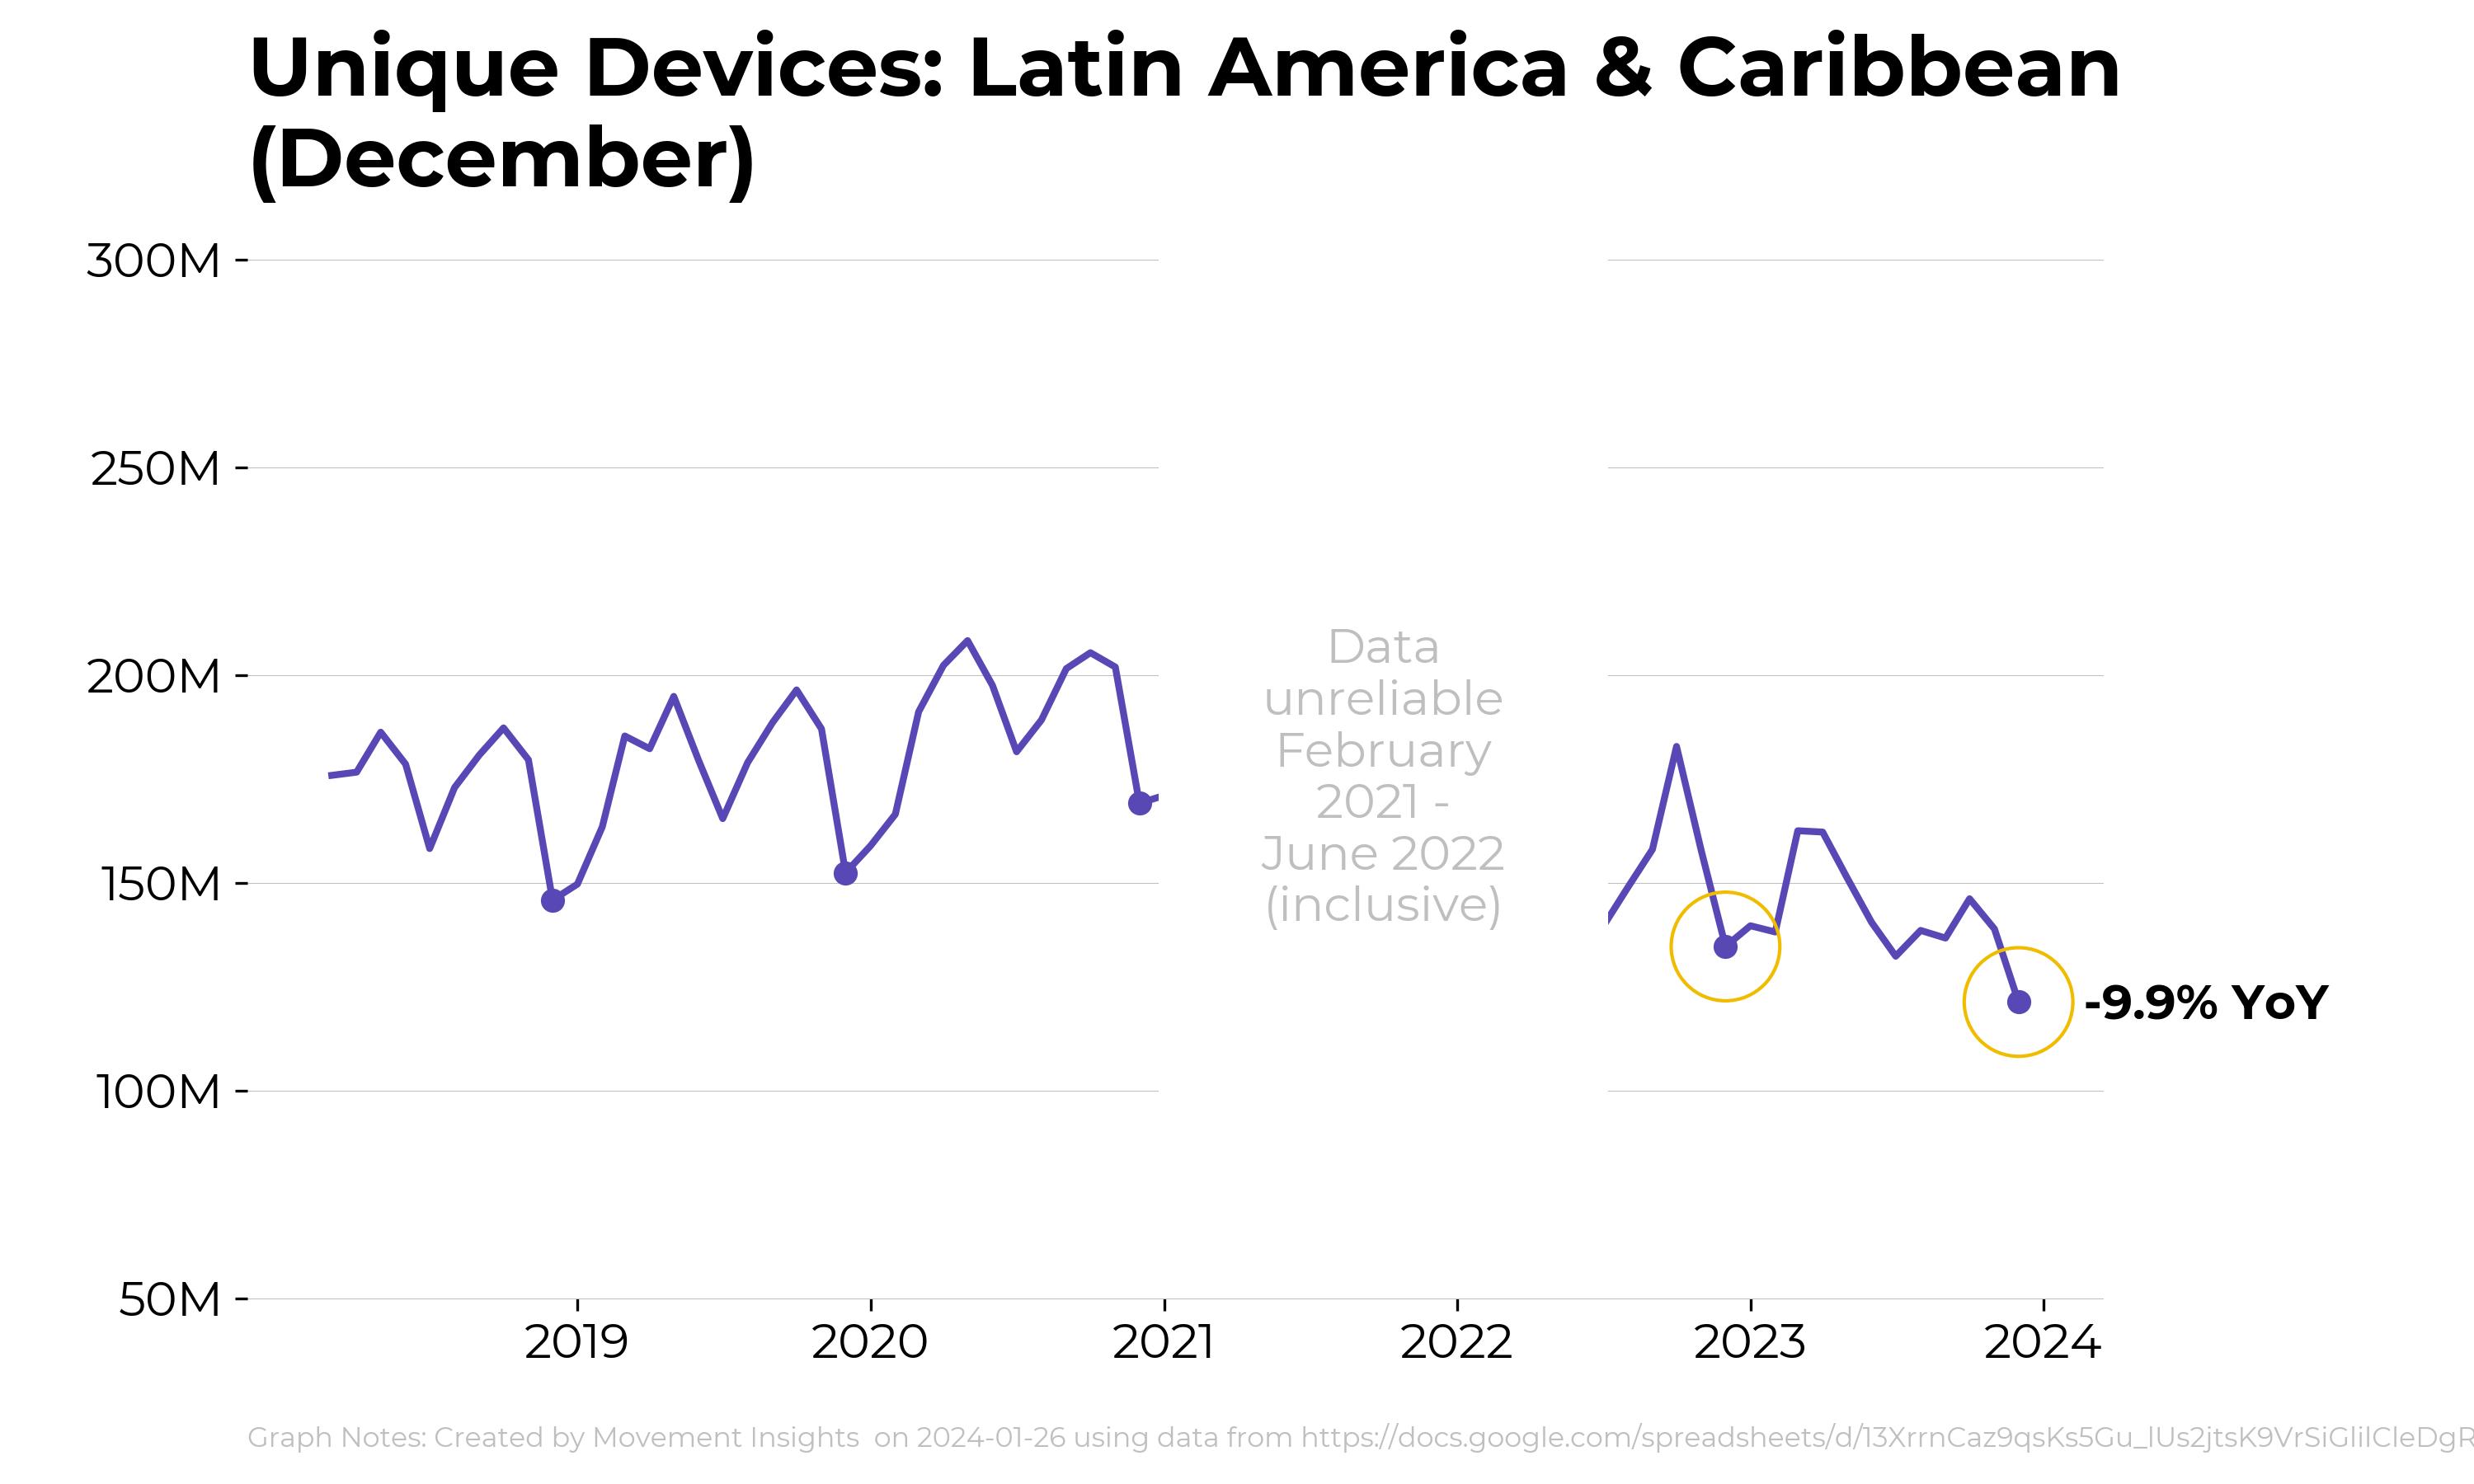 Unique Devices: Latin America & Caribbean
(December)
300M
250M
200M
150M
100M
50M
Data
unreliable
February
2021 -
June 2022
(inclusive)
-9.9% YoY
2019
2020
2021
2022
2023
2024
Graph Notes: Created by Movement Insights  on 2024-01-26 using data from https://docs.google.com/spreadsheets/d/13XrrnCaz9qsKs5Gu_lUs2jtsK9VrSiGlilCleDgR